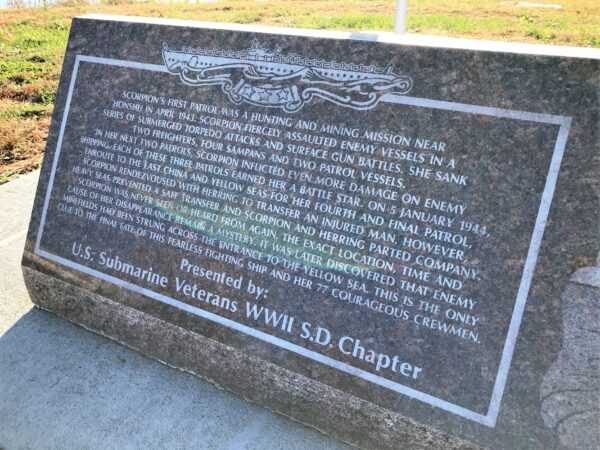 SCORPION'S FIRST PATROL WAS A HUNTING AND MINING MISSION NEAR
HONSHU IN APRIL 1943. SCORPION FIERCELY ASSAULTED ENEMY VESSELS IN A
SERIES OF SUBMERGED TORPEDO ATTACKS AND SURFACE GUN BATTLES. SHE SANK
TWO FREIGHTERS, FOUR SAMPANS AND TWO PATROL VESSELS.
IN HER NEXT TWO PATROLS, SCORPION INFLICTED EVEN MORE DAMAGE ON ENEMY
SHIPPING. EACH OF THESE THREE PATROLS EARNED HER A BATTLE STAR. ON 5 JANUARY 1944,
ENROUTE TO THE EAST CHINA AND YELLOW SEAS FOR HER FOURTH AND FINAL PATROL,
SCORPION RENDEZVOUSED WITH HERRING TO TRANSFER AN INJURED MAN. HOWEVER,
HEAVY SEAS PREVENTED A SAFE TRANSFER AND SCORPION AND HERRING PARTED COMPANY.
SCORPION WAS NEVER SEEN OR HEARD FROM AGAIN. THE EXACT LOCATION, TIME AND
CAUSE OF HER DISAPPEARANCE REMAIN A MYSTERY. IT WAS LATER DISCOVERED THAT ENEMY
MINEFIELDS HAD BEEN STRUNG ACROSS THE ENTRANCE TO THE YELLOW SEA. THIS IS THE ONLY
CLUE TO THE FINAL FATE OF THIS FEARLESS FIGHTING SHIP AND HER 77 COURAGEOUS CREWMEN.
Presented by:
U.S. Submarine Veterans WWII S.D. Chapter